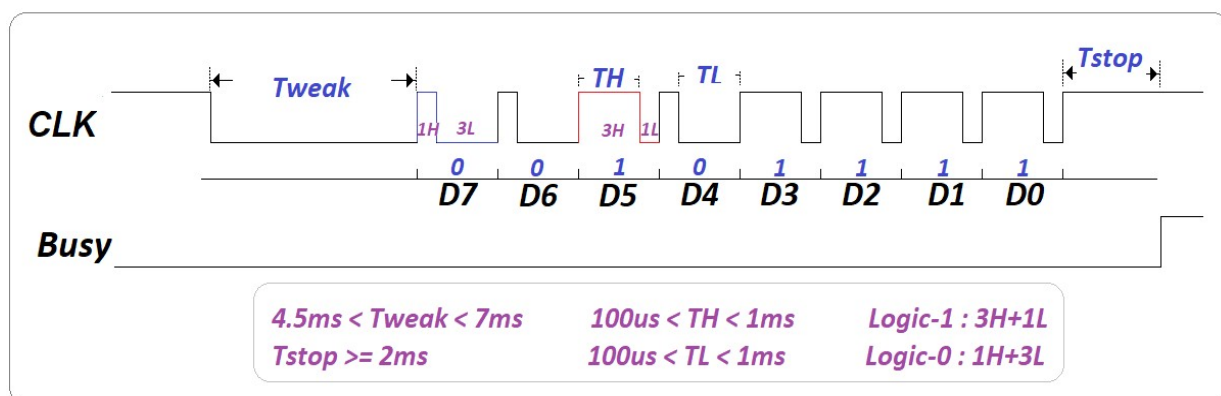 Tweak
TH
TL
Tstop
CLK
1H 3L
3H 1L
0 0 1 0 1 1 1 1
D7 D6 D5 D4 D3 D2 D1 D0
Busy
4.5ms < Tweak < 7ms 100us < TH < 1ms Logic-1 : 3H+1L
Tstop >= 2ms 100us < TL < 1ms Logic-0 : 1H+3L